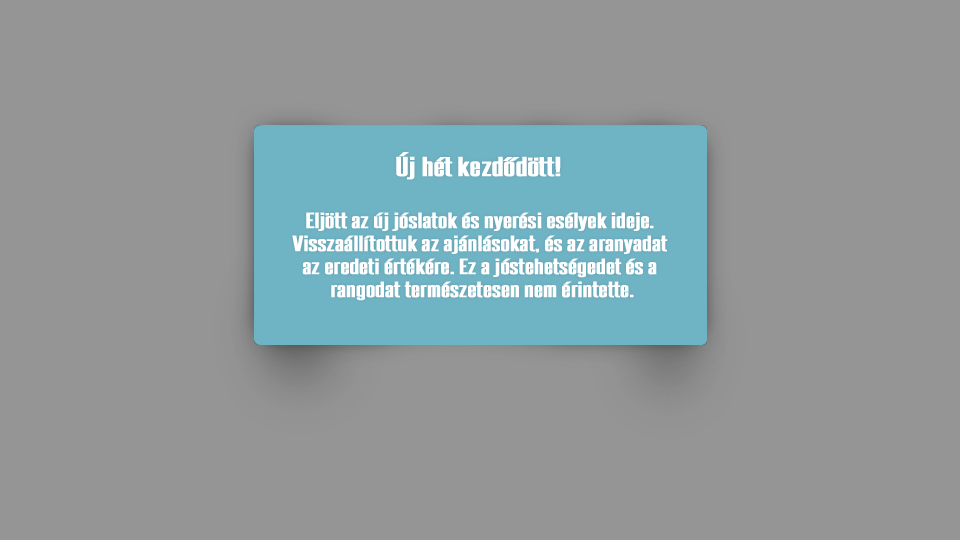 Új hét kezdődött!
Eljött az új jóslatok és nyerési esélyek ideje.
Visszaállítottuk az ajánlásokat, és az aranyadat
az eredeti értékére. Ez a jóstehetségedet és a
rangodat természetesen nem érintette.